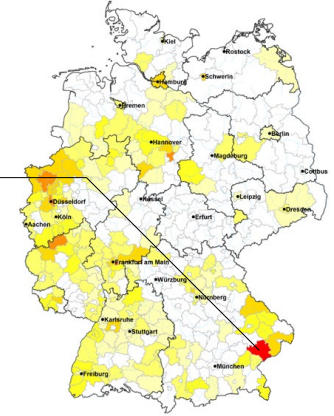 Kiel
Rostock
Hamburg
Schwerin
Bremen
Berlin
Hannover
Magdeburg
Cottbus
Düsseldorf
Kassel
Leipzig
Dresden
Köln
Erfurt
Aachen
Frankfurt am Main
Würzburg
Nürnberg
Karlsruhe
Stuttgart
München
Freiburg